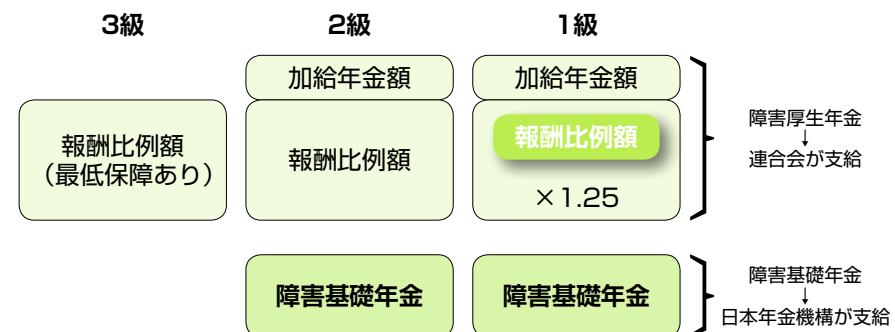 3級
2級
1級
加給年金額
加給年金額
報酬比例額
(最低保障あり)
報酬比例額
報酬比例額
×1.25
障害厚生年金
↓
連合会が支給
障害基礎年金
障害基礎年金
障害基礎年金
↓
日本年金機構が支給